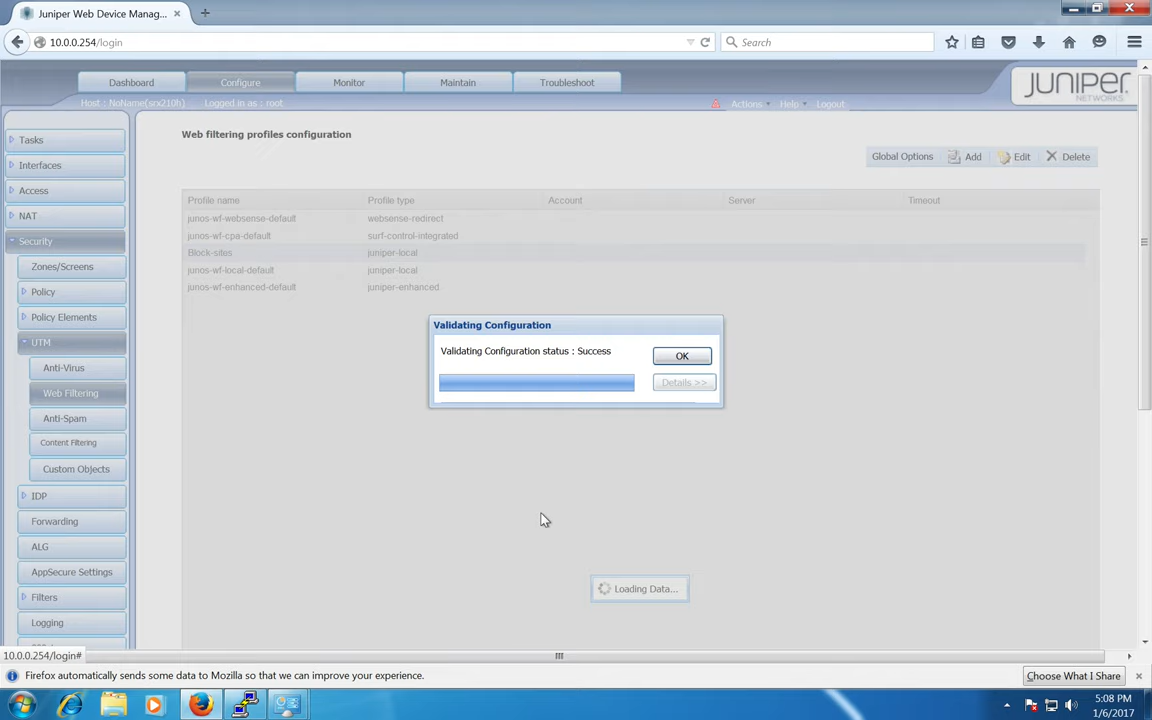 Juniper Web Device Manag...
10.0.0.254/login
Search
Dashboard
Configure
Monitor
Maintain
Troubleshoot
JUNIPER
NETWORKS
Host : NoName(srx210h)
Logged in as : root
Actions
Help
Logout
Tasks
Interfaces
Access
NAT
Security
Zones/Screens
Policy
Policy Elements
UTM
Anti-Virus
Web Filtering
Anti-Spam
Content Filtering
Custom Objects
IDP
Forwarding
ALG
AppSecure Settings
Filters
Logging
Web filtering profiles configuration
Global Options Add Edit Delete
Profile name Profile type Account Server Timeout
junos-wf-websense-default websense-redirect
junos-wf-cpa-default surf-control-integrated
Block-sites juniper-local
junos-wf-local-default juniper-local
junos-wf-enhanced-default juniper-enhanced
Validating Configuration
Validating Configuration status : Success
OK
Details >>
Loading Data...
10.0.0.254/login#
Firefox automatically sends some data to Mozilla so that we can improve your experience.
Choose What I Share
5:08 PM
1/6/2017